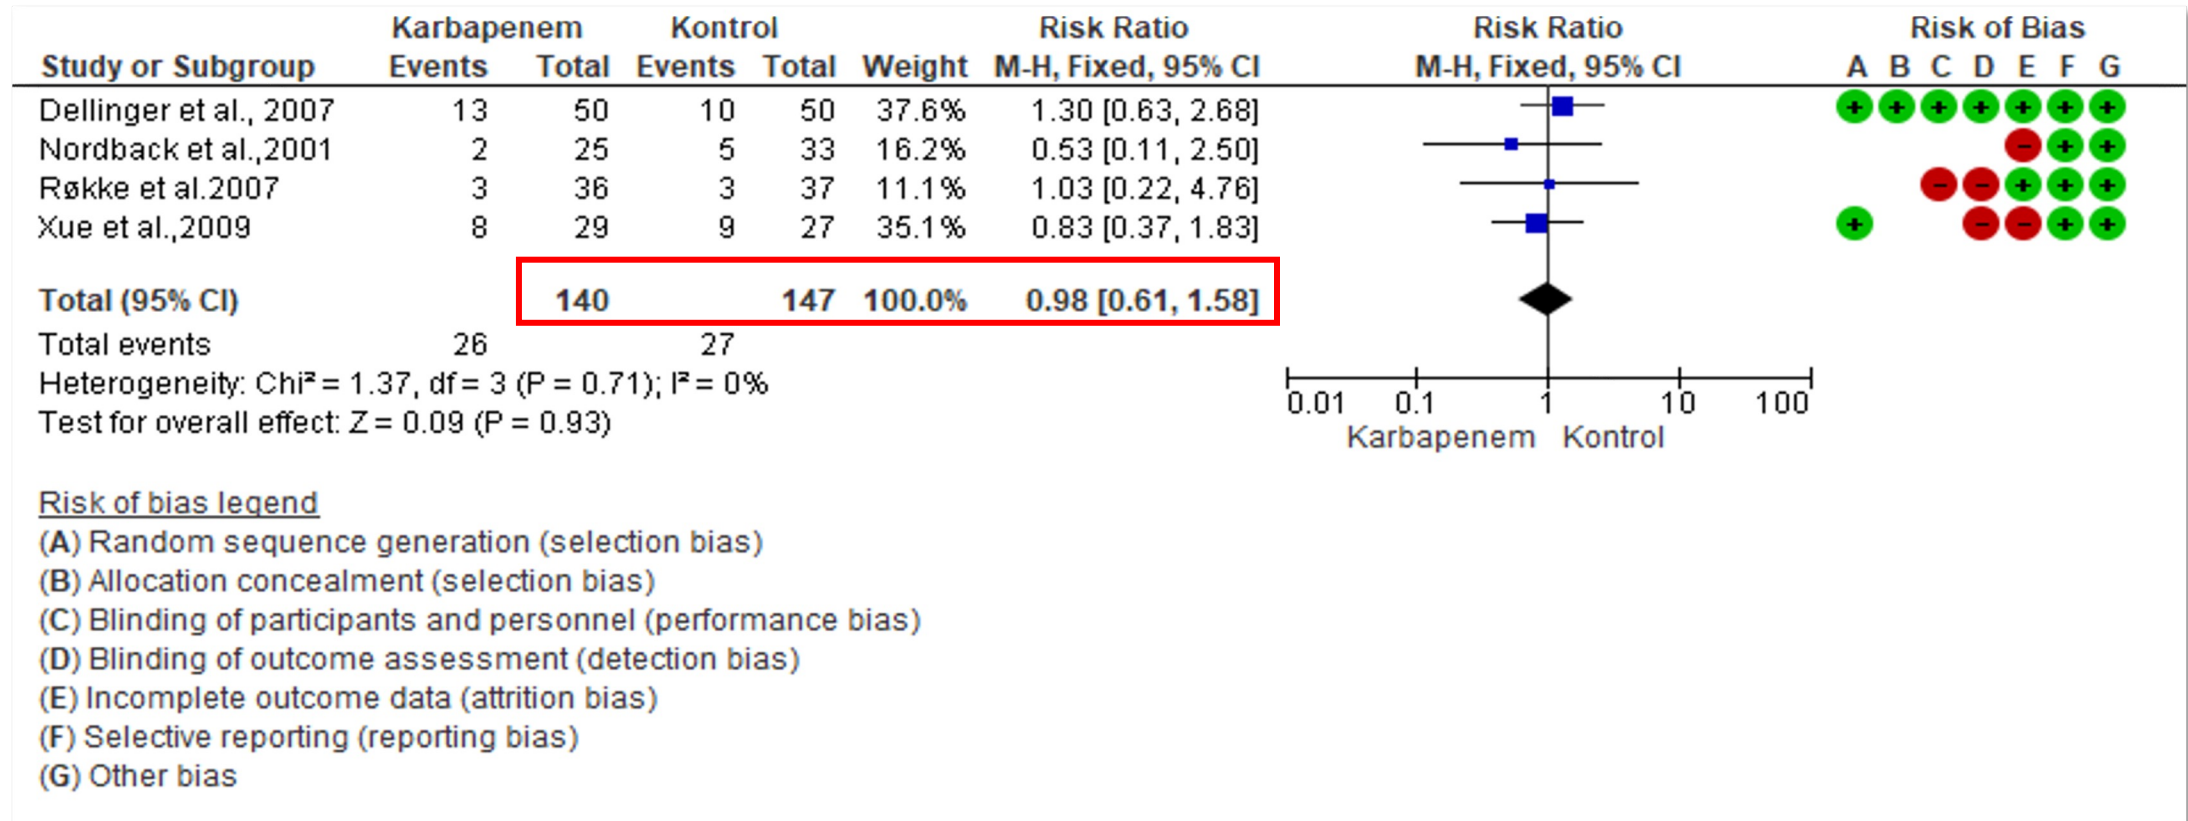 Karbapenem Kontrol Risk Ratio Risk Ratio Risk of Bias
Study or Subgroup Events Total Events Total Weight M-H, Fixed, 95% CI M-H, Fixed, 95% CI A B C D E F G
Dellinger et al., 2007 13 50 10 50 37.6% 1.30 [0.63, 2.68] + + + + + + +
Nordback et al.,2001 2 25 5 33 16.2% 0.53 [0.11, 2.50] - + +
Røkke et al.2007 3 36 3 37 11.1% 1.03 [0.22, 4.76] - - + + +
Xue et al.,2009 8 29 9 27 35.1% 0.83 [0.37, 1.83] + - - + +
Total (95% CI) 140 147 100.0% 0.98 [0.61, 1.58]
Total events 26 27
Heterogeneity: Chi² = 1.37, df = 3 (P = 0.71); I² = 0%
Test for overall effect: Z = 0.09 (P = 0.93)
0.01 0.1 1 10 100
Karbapenem Kontrol
Risk of bias legend
(A) Random sequence generation (selection bias)
(B) Allocation concealment (selection bias)
(C) Blinding of participants and personnel (performance bias)
(D) Blinding of outcome assessment (detection bias)
(E) Incomplete outcome data (attrition bias)
(F) Selective reporting (reporting bias)
(G) Other bias